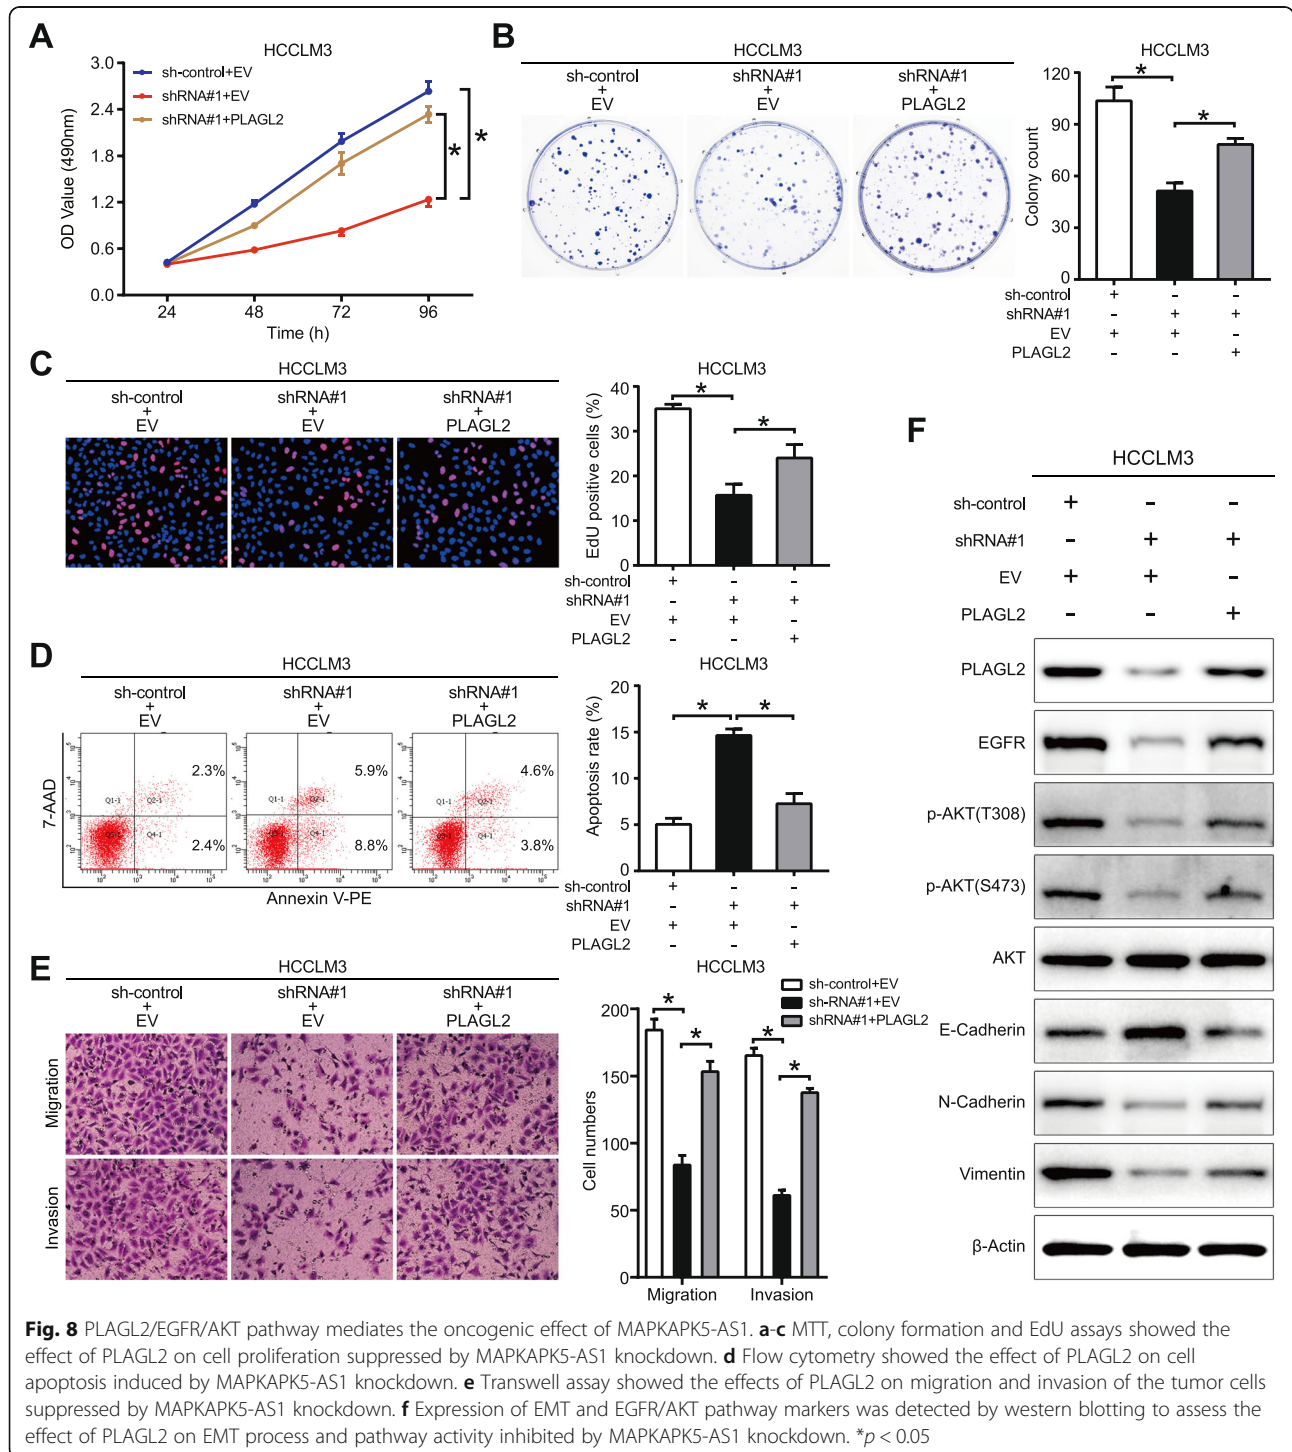 A
HCCLM3
sh-control+EV
shRNA#1+EV
shRNA#1+PLAGL2
OD Value (490nm)
3.0
2.4
1.8
1.2
0.6
0.0
24 48 72 96
Time (h)
* *
B
HCCLM3
sh-control + EV
shRNA#1 + EV
shRNA#1 + PLAGL2
HCCLM3
Colony count
120
90
60
30
0
* *
sh-control + - -
shRNA#1 - + +
EV + + -
PLAGL2 - - +
C
HCCLM3
sh-control + EV
shRNA#1 + EV
shRNA#1 + PLAGL2
HCCLM3
EdU positive cells (%)
40
30
20
10
0
* *
sh-control + - -
shRNA#1 - + +
EV + + -
PLAGL2 - - +
D
HCCLM3
sh-control + EV
shRNA#1 + EV
shRNA#1 + PLAGL2
7-AAD
2.3%
2.4%
5.9%
8.8%
4.6%
3.8%
Q1-1 Q2-1 Q4-1
Annexin V-PE
HCCLM3
Apoptosis rate (%)
20
15
10
5
0
* *
sh-control + - -
shRNA#1 - + +
EV + + -
PLAGL2 - - +
E
HCCLM3
sh-control + EV
shRNA#1 + EV
shRNA#1 + PLAGL2
Migration
Invasion
HCCLM3
sh-control+EV
sh-RNA#1+EV
shRNA#1+PLAGL2
Cell numbers
200
150
100
50
0
* * * *
Migration Invasion
F
HCCLM3
sh-control + - -
shRNA#1 - + +
EV + + -
PLAGL2 - - +
PLAGL2
EGFR
p-AKT(T308)
p-AKT(S473)
AKT
E-Cadherin
N-Cadherin
Vimentin
β-Actin
Fig. 8 PLAGL2/EGFR/AKT pathway mediates the oncogenic effect of MAPKAPK5-AS1. a-c MTT, colony formation and EdU assays showed the
effect of PLAGL2 on cell proliferation suppressed by MAPKAPK5-AS1 knockdown. d Flow cytometry showed the effect of PLAGL2 on cell
apoptosis induced by MAPKAPK5-AS1 knockdown. e Transwell assay showed the effects of PLAGL2 on migration and invasion of the tumor cells
suppressed by MAPKAPK5-AS1 knockdown. f Expression of EMT and EGFR/AKT pathway markers was detected by western blotting to assess the
effect of PLAGL2 on EMT process and pathway activity inhibited by MAPKAPK5-AS1 knockdown. *p < 0.05